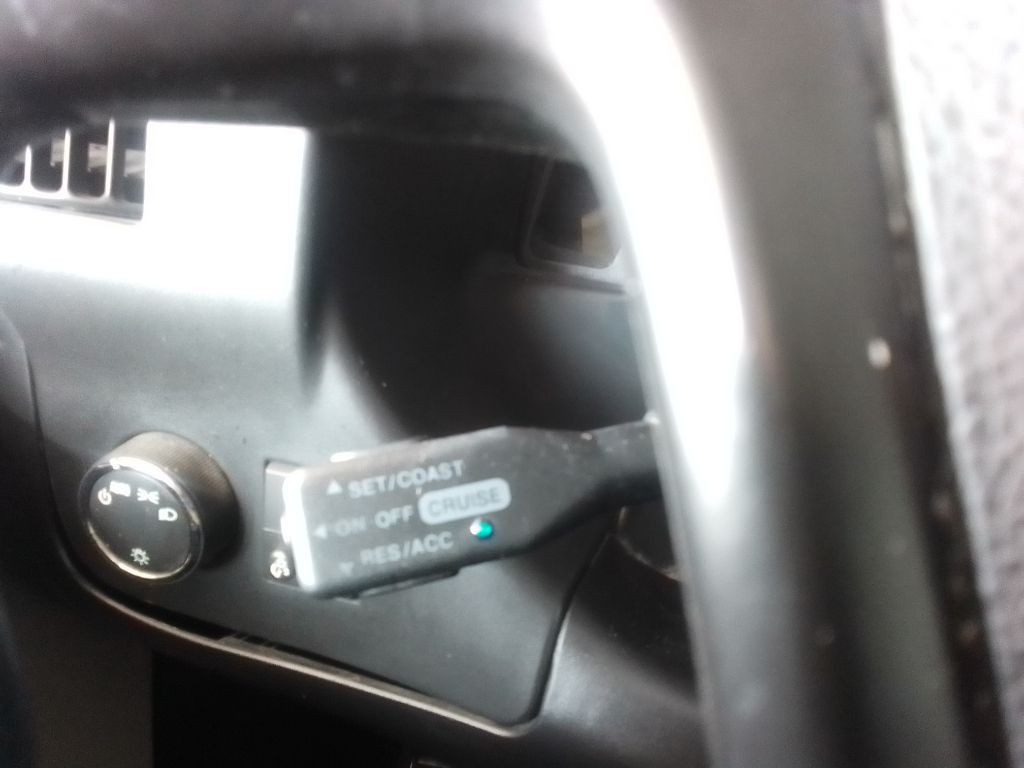 SET/COAST
ON OFF CRUISE
RES/ACC